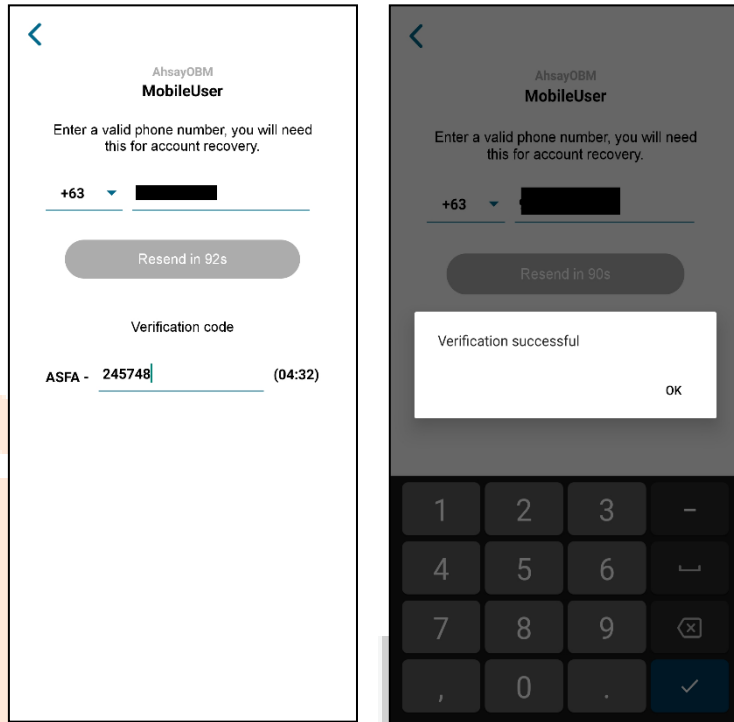 AhsayOBM
MobileUser
Enter a valid phone number, you will need
this for account recovery.
+63
Resend in 92s
Verification code
ASFA - 245748 (04:32)
AhsayOBM
MobileUser
Enter a valid phone number, you will need
this for account recovery.
+63
Resend in 90s
Verification successful
OK
1 2 3 -
4 5 6
7 8 9
, 0 .